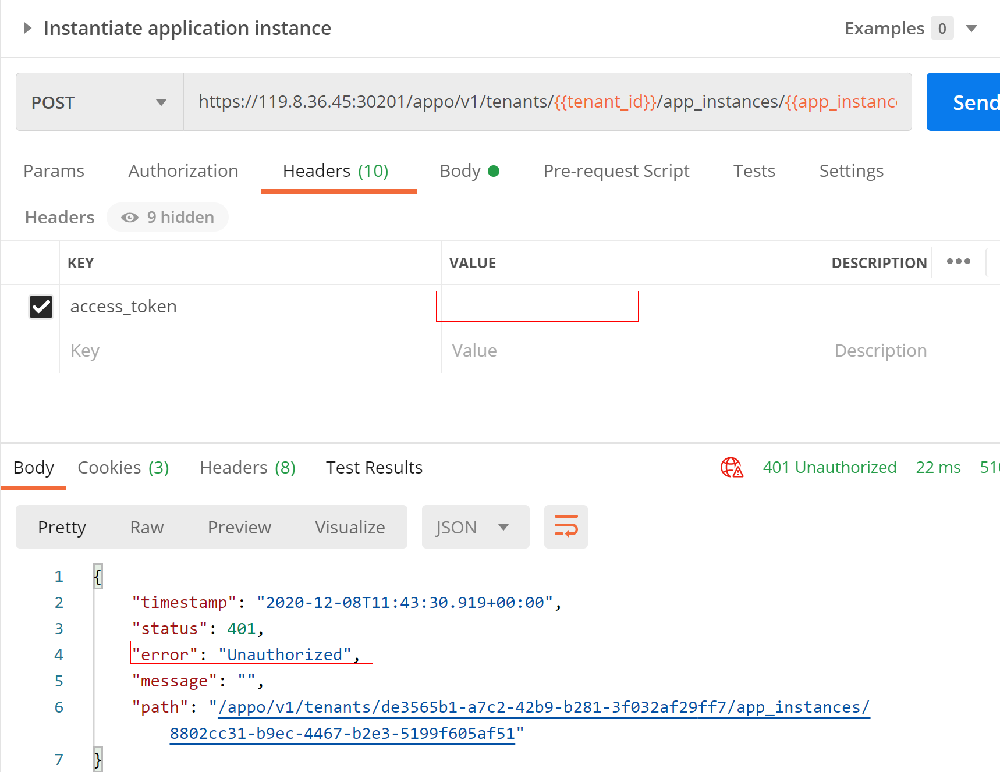 Instantiate application instance
Examples 0
POST
https://119.8.36.45:30201/appo/v1/tenants/{{tenant_id}}/app_instances/{{app_instanc
Send
Params Authorization Headers (10) Body Pre-request Script Tests Settings
Headers 9 hidden
KEY VALUE DESCRIPTION
access_token
Key Value Description
Body Cookies (3) Headers (8) Test Results 401 Unauthorized 22 ms 51
Pretty Raw Preview Visualize JSON
1 {
2 "timestamp": "2020-12-08T11:43:30.919+00:00",
3 "status": 401,
4 "error": "Unauthorized",
5 "message": "",
6 "path": "/appo/v1/tenants/de3565b1-a7c2-42b9-b281-3f032af29ff7/app_instances/
8802cc31-b9ec-4467-b2e3-5199f605af51"
7 }